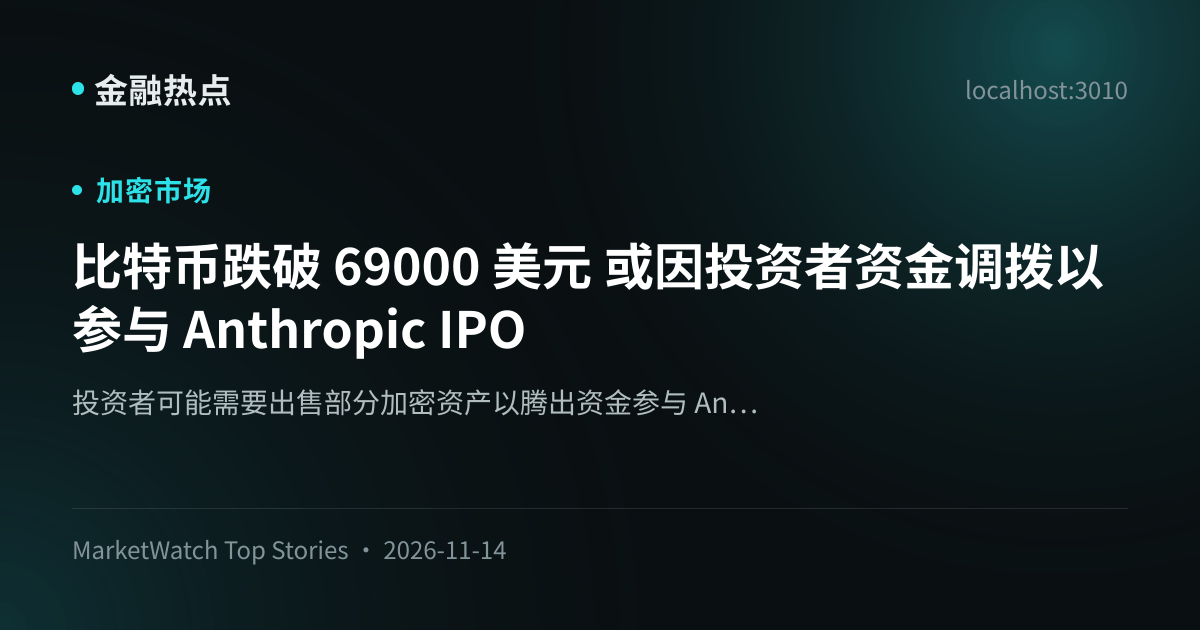 金融热点
localhost:3010
加密市场
比特币跌破 69000 美元 或因投资者资金调拨以
参与 Anthropic IPO
投资者可能需要出售部分加密资产以腾出资金参与 An…
MarketWatch Top Stories · 2026-11-14